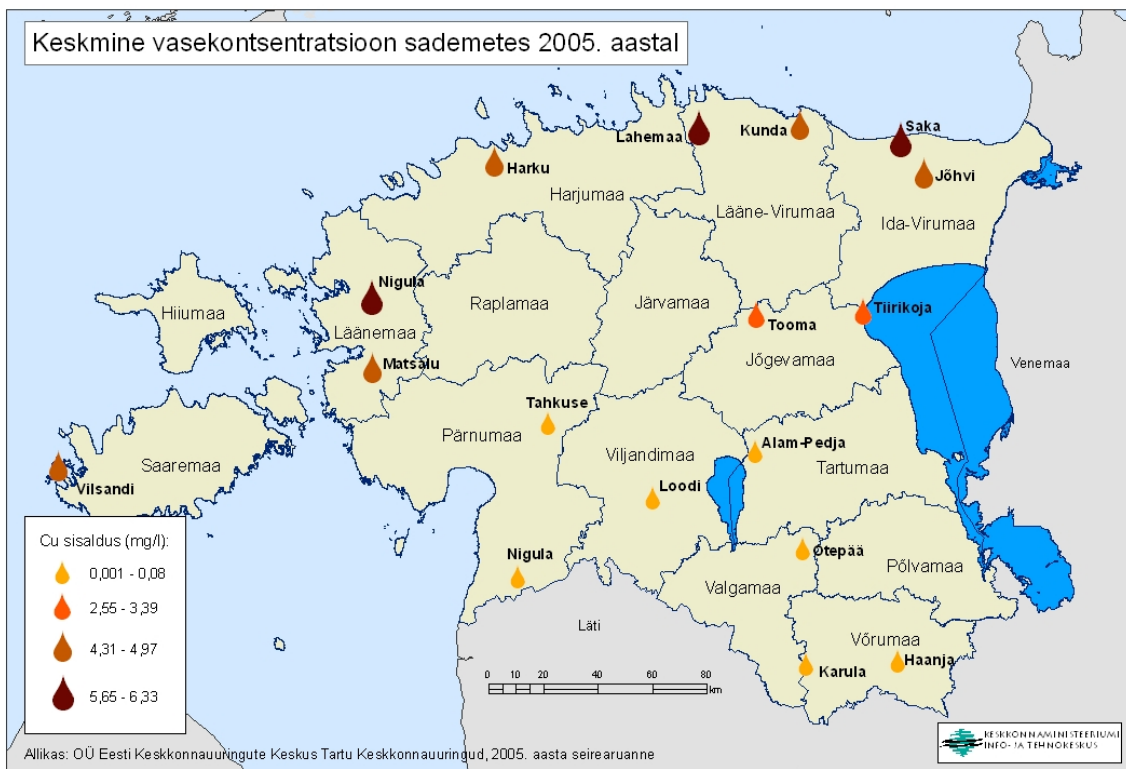 Keskmine vasekontsentratsioon sademetes 2005. aastal
Lahemaa
Kunda
Saka
Harku
Jõhvi
Harjumaa
Lääne-Virumaa
Ida-Virumaa
Nigula
Raplamaa
Järvamaa
Hiiumaa
Läänemaa
Tooma
Tiirikoja
Matsalu
Jõgevamaa
Venemaa
Tahkuse
Pärnumaa
Alam-Pedja
Viljandimaa
Saaremaa
Tartumaa
Vilsandi
Loodi
Cu sisaldus (mg/l):
0,001 - 0,08
2,55 - 3,39
4,31 - 4,97
5,65 - 6,33
Nigula
Otepää
Põlvamaa
Valgamaa
Läti
Võrumaa
Karula
Haanja
0 10 20 40 60 80
km
Allikas: OÜ Eesti Keskkonnauuringute Keskus Tartu Keskkonnauuringud, 2005. aasta seirearuanne
KESKKONNAMINISTEERIUMI
INFO- JA TEHNOKESKUS